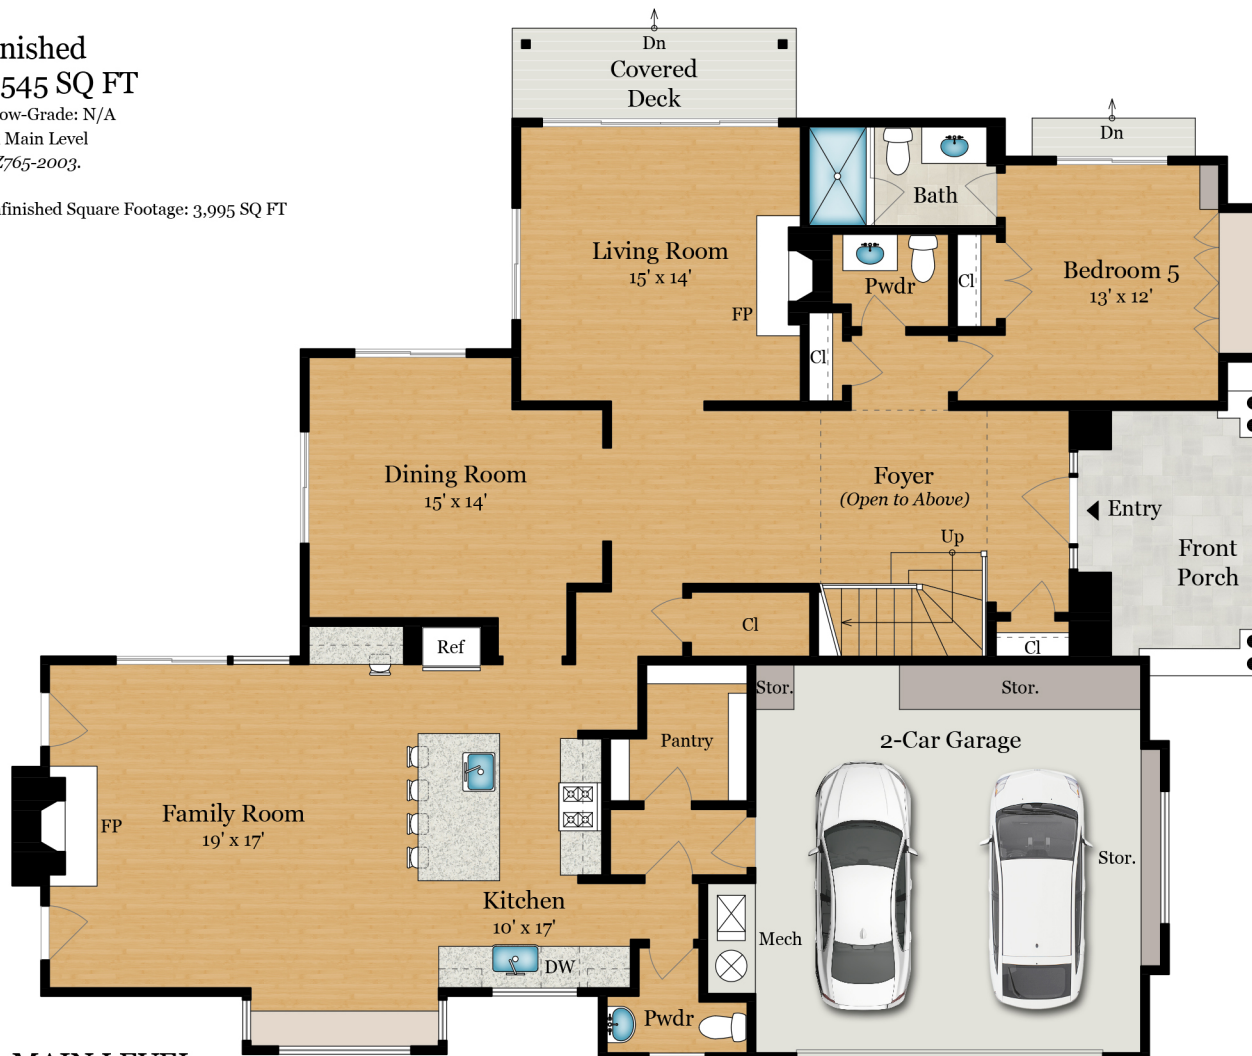 nished
545 SQ FT
ow-Grade: N/A
Main Level
Z765-2003.
finished Square Footage: 3,995 SQ FT
Dn
Covered
Deck
Dn
Bath
Living Room
15' x 14'
FP
Pwdr
Cl
Cl
Bedroom 5
13' x 12'
Dining Room
15' x 14'
Foyer
(Open to Above)
Up
Entry
Front
Porch
Ref
Cl
Cl
Stor.
Stor.
Pantry
2-Car Garage
Family Room
19' x 17'
FP
Stor.
Kitchen
10' x 17'
DW
Mech
Pwdr
MAIN LEVEL